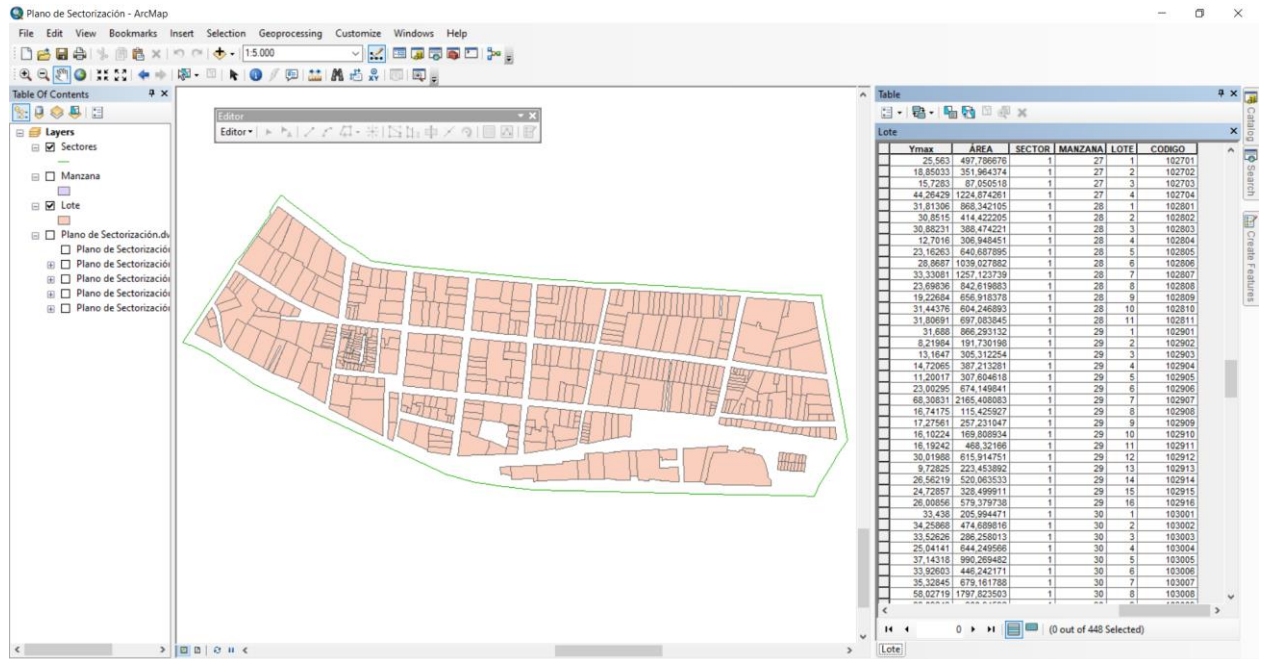 Plano de Sectorización - ArcMap
File Edit View Bookmarks Insert Selection Geoprocessing Customize Windows Help
1:5.000
Table Of Contents
Layers
Sectores
Manzana
Lote
Plano de Sectorización.dw
Plano de Sectorizació
Plano de Sectorizació
Plano de Sectorizació
Plano de Sectorizació
Plano de Sectorizació
Editor
Editor
Table
Lote
Ymax ÁREA SECTOR MANZANA LOTE CODIGO
25,563 497,786676 1 27 1 102701
18,85033 351,964374 1 27 2 102702
15,7283 87,050518 1 27 3 102703
44,26429 1224,874261 1 27 4 102704
31,81306 868,342105 1 28 1 102801
30,8515 414,422205 1 28 2 102802
30,88231 388,474221 1 28 3 102803
12,7016 306,948451 1 28 4 102804
23,16263 640,687895 1 28 5 102805
28,8687 1039,027882 1 28 6 102806
33,33081 1257,123739 1 28 7 102807
23,69836 842,619883 1 28 8 102808
19,22684 656,918378 1 28 9 102809
31,44376 604,246893 1 28 10 102810
31,80691 697,083845 1 28 11 102811
31,688 866,293132 1 29 1 102901
8,21984 191,730198 1 29 2 102902
13,1647 305,312254 1 29 3 102903
14,72065 387,213281 1 29 4 102904
11,20017 307,604618 1 29 5 102905
23,00295 674,149841 1 29 6 102906
68,30831 2165,408083 1 29 7 102907
16,74175 115,425927 1 29 8 102908
17,27561 257,231047 1 29 9 102909
16,10224 169,808934 1 29 10 102910
16,19242 468,32166 1 29 11 102911
30,01988 615,914751 1 29 12 102912
9,72825 223,453892 1 29 13 102913
26,56219 520,063533 1 29 14 102914
24,72857 328,499911 1 29 15 102915
26,00856 579,379738 1 29 16 102916
33,438 205,994471 1 30 1 103001
34,25868 474,689816 1 30 2 103002
33,52626 286,258013 1 30 3 103003
25,04141 644,249566 1 30 4 103004
37,14318 990,269482 1 30 5 103005
33,92603 446,242171 1 30 6 103006
35,32845 679,161788 1 30 7 103007
58,02719 1797,823503 1 30 8 103008
0 (0 out of 448 Selected)
Lote
Catalog
Search
Create Features